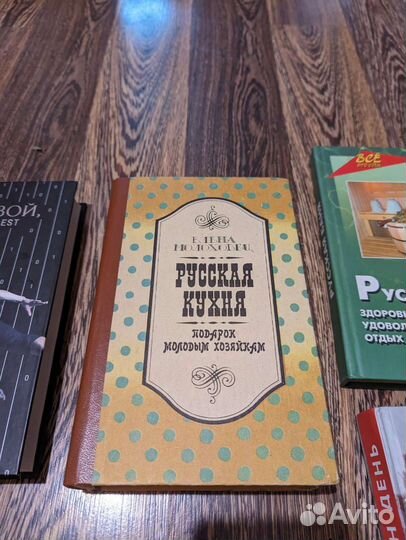 ВОЙ,
EST
ЕЛЕНА
МОЛОХОВЕЦ
РУССКАЯ
КУХНЯ
ПОДАРОК
МОЛОДЫМ ХОЗЯЙКАМ
ВСЕ
Рус
ЗДОРОВ
УДОВОЛ
ОТДЫХ
Н ДЕНЬ
Avito